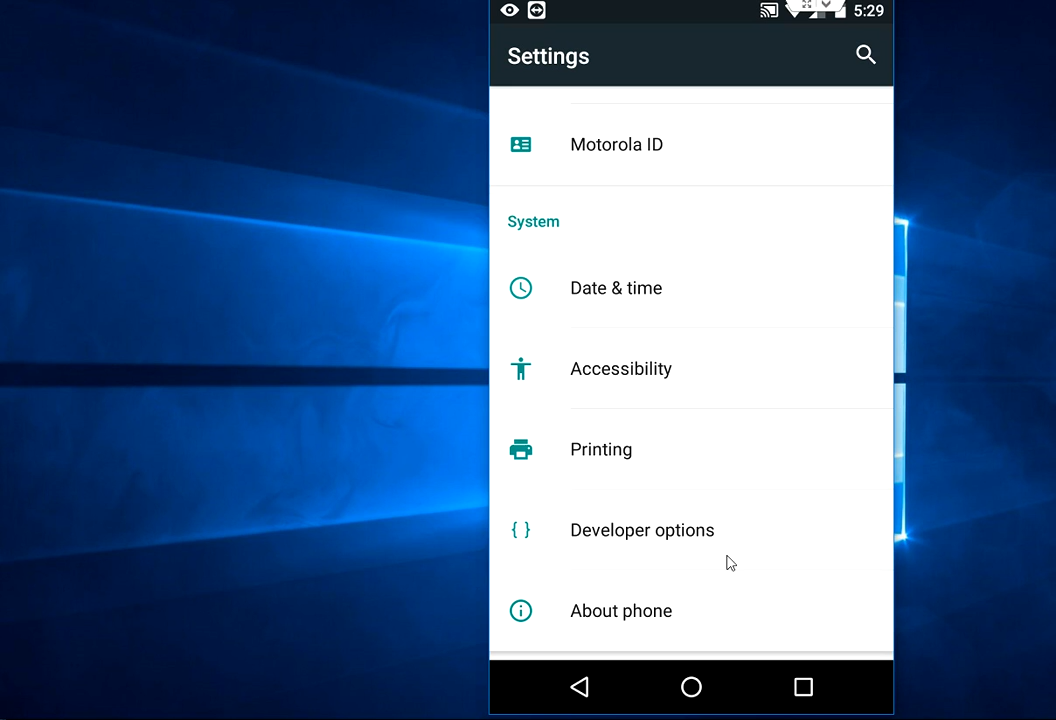 5:29
Settings
Motorola ID
System
Date & time
Accessibility
Printing
Developer options
About phone